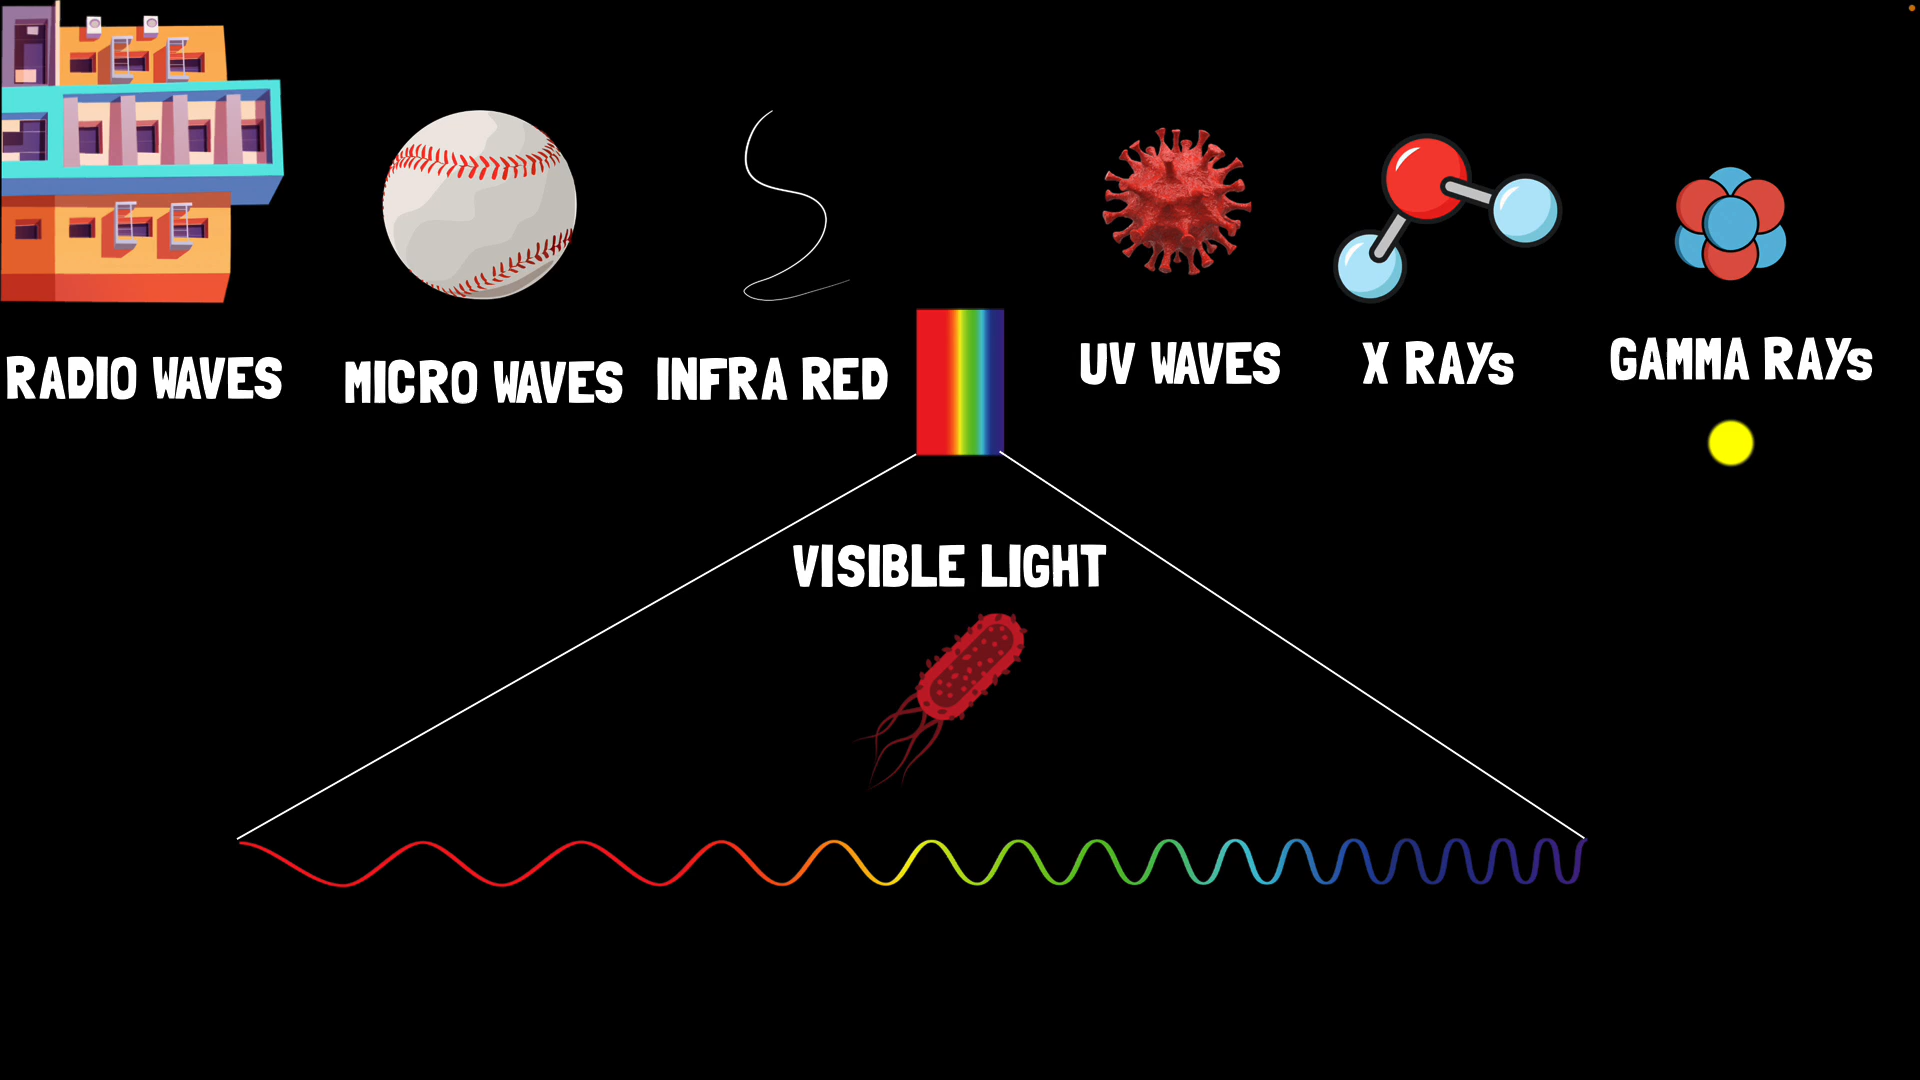 RADIO WAVES
MICRO WAVES
INFRA RED
UV WAVES
X RAYs
GAMMA RAYs
VISIBLE LIGHT